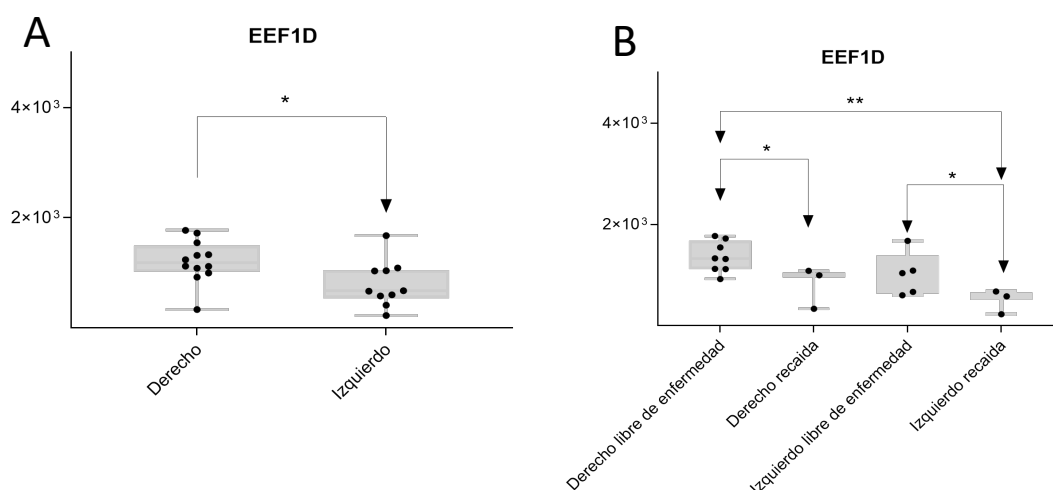 A
EEF1D
*
4×10³
2×10³
Derecho
Izquierdo
B
EEF1D
**
4×10³
*
*
2×10³
Derecho libre de enfermedad
Derecho recaida
Izquierdo libre de enfermedad
Izquierdo recaida